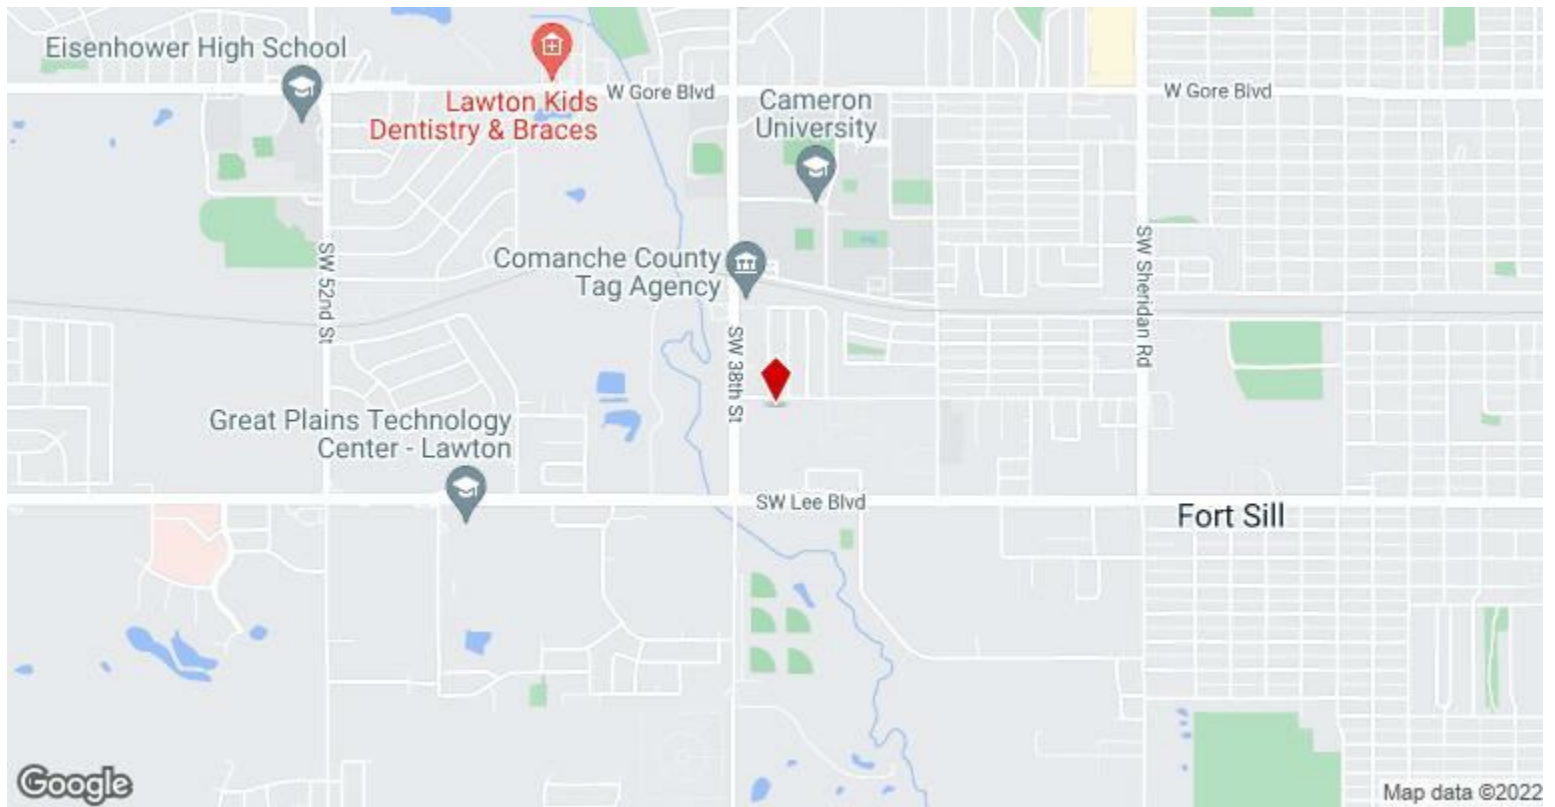 Eisenhower High School
Lawton Kids
Dentistry & Braces
W Gore Blvd
Cameron
University
W Gore Blvd
SW 52nd St
Comanche County
Tag Agency
SW Sheridan Rd
SW 38th St
Great Plains Technology
Center - Lawton
SW Lee Blvd
Fort Sill
Google
Map data ©2022